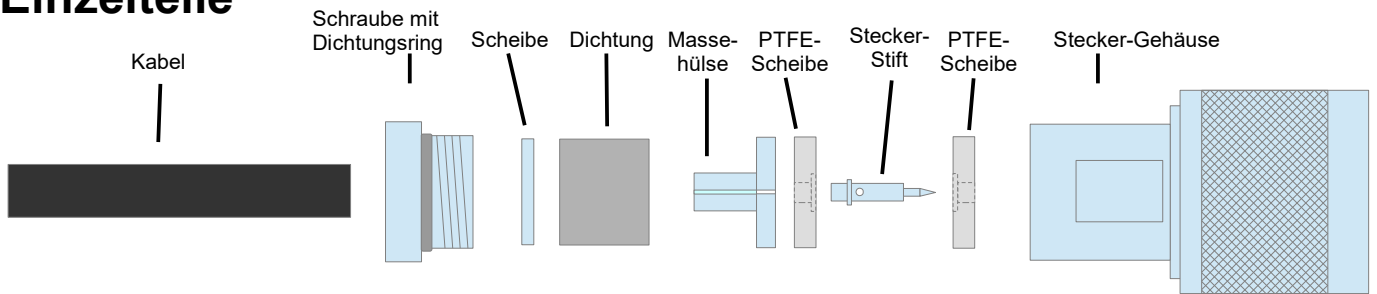 Einzelteile
Kabel
Schraube mit
Dichtungsring
Scheibe
Dichtung
Masse-
hülse
PTFE-
Scheibe
Stecker-
Stift
PTFE-
Scheibe
Stecker-Gehäuse